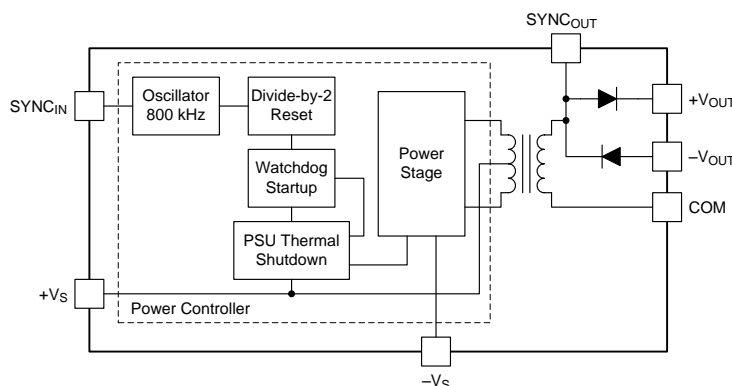 SYNCOUT
SYNCIN
Oscillator
800 kHz
Divide-by-2
Reset
Watchdog
Startup
PSU Thermal
Shutdown
Power
Stage
+VOUT
–VOUT
COM
+VS
Power Controller
–VS